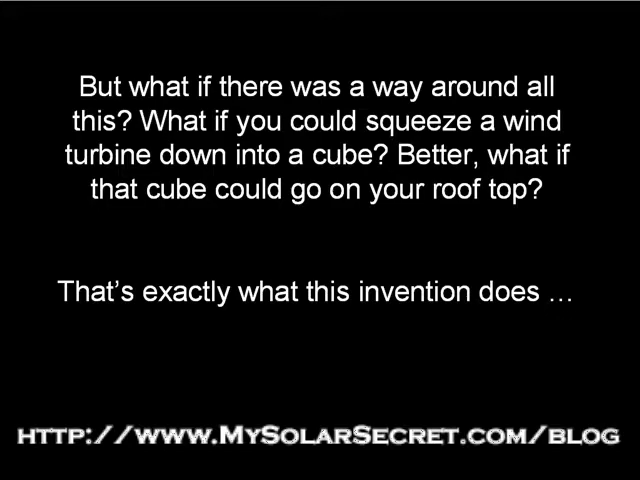 But what if there was a way around all
this? What if you could squeeze a wind
turbine down into a cube? Better, what if
that cube could go on your roof top?
That's exactly what this invention does ...
http://www.MySolarSecret.com/blog